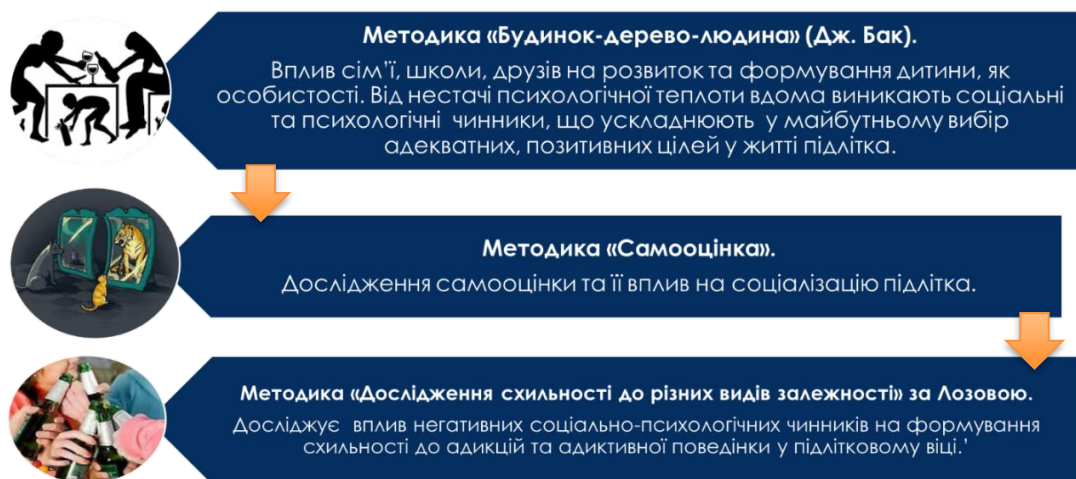 Методика «Будинок-дерево-людина» (Дж. Бак).
Вплив сім'ї, школи, друзів на розвиток та формування дитини, як
особистості. Від нестачі психологічної теплоти вдома виникають соціальні
та психологічні чинники, що ускладнюють у майбутньому вибір
адекватних, позитивних цілей у житті підлітка.
Методика «Самооцінка».
Дослідження самооцінки та її вплив на соціалізацію підлітка.
Методика «Дослідження схильності до різних видів залежності» за Лозовою.
Досліджує вплив негативних соціально-психологічних чинників на формування
схильності до адикцій та адиктивної поведінки у підлітковому віці.'